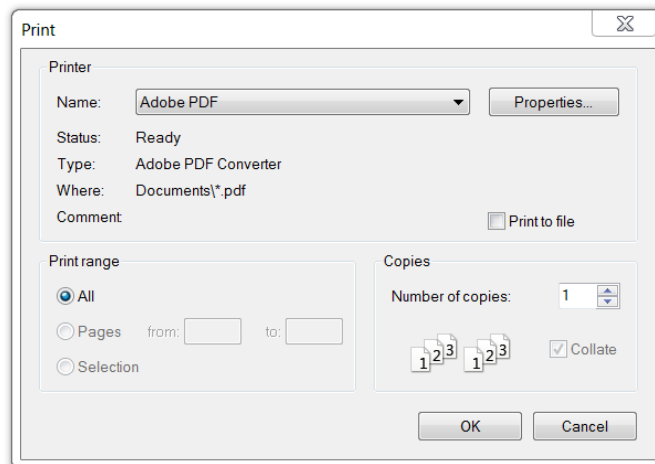 Print
Printer
Name: Adobe PDF Properties...
Status: Ready
Type: Adobe PDF Converter
Where: Documents\*.pdf
Comment:
Print to file
Print range
All
Pages from: to:
Selection
Copies
Number of copies: 1
1 2 3 1 2 3
Collate
OK Cancel